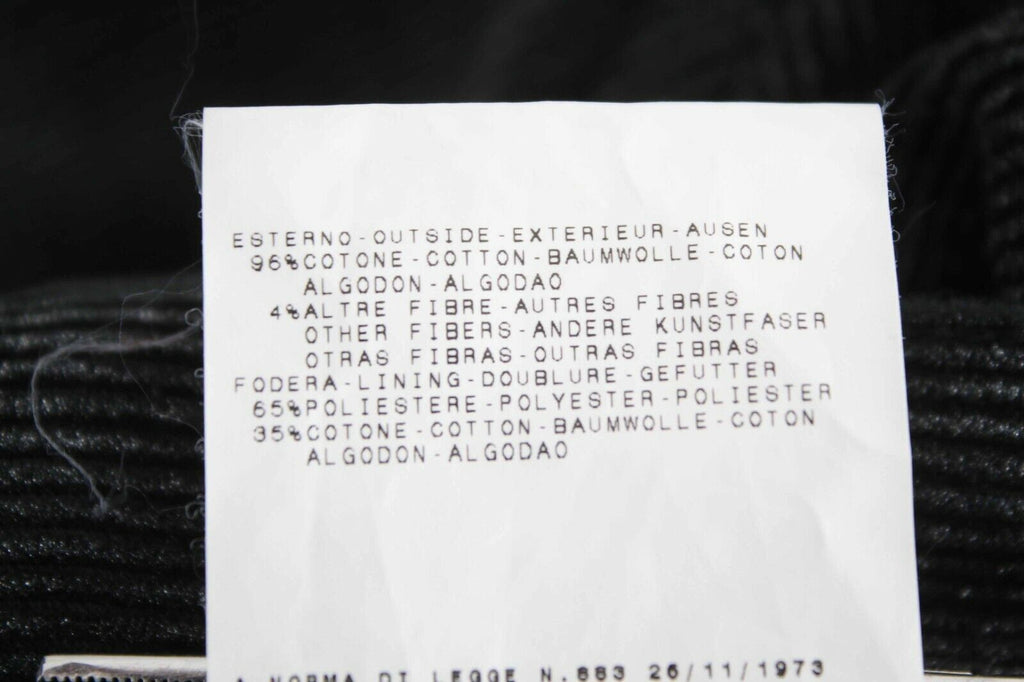 ESTERNO-OUTSIDE-EXTERIEUR-AUSEN
96%COTONE-COTTON-BAUMWOLLE-COTON
ALGODON-ALGODAO
4%ALTRE FIBRE-AUTRES FIBRES
OTHER FIBERS-ANDERE KUNSTFASER
OTRAS FIBRAS-OUTRAS FIBRAS
FODERA-LINING-DOUBLURE-GEFUTTER
65%POLIESTERE-POLYESTER-POLIESTER
35%COTONE-COTTON-BAUMWOLLE-COTON
ALGODON-ALGODAO
A NORMA DI LEGGE N.883 26/11/1973